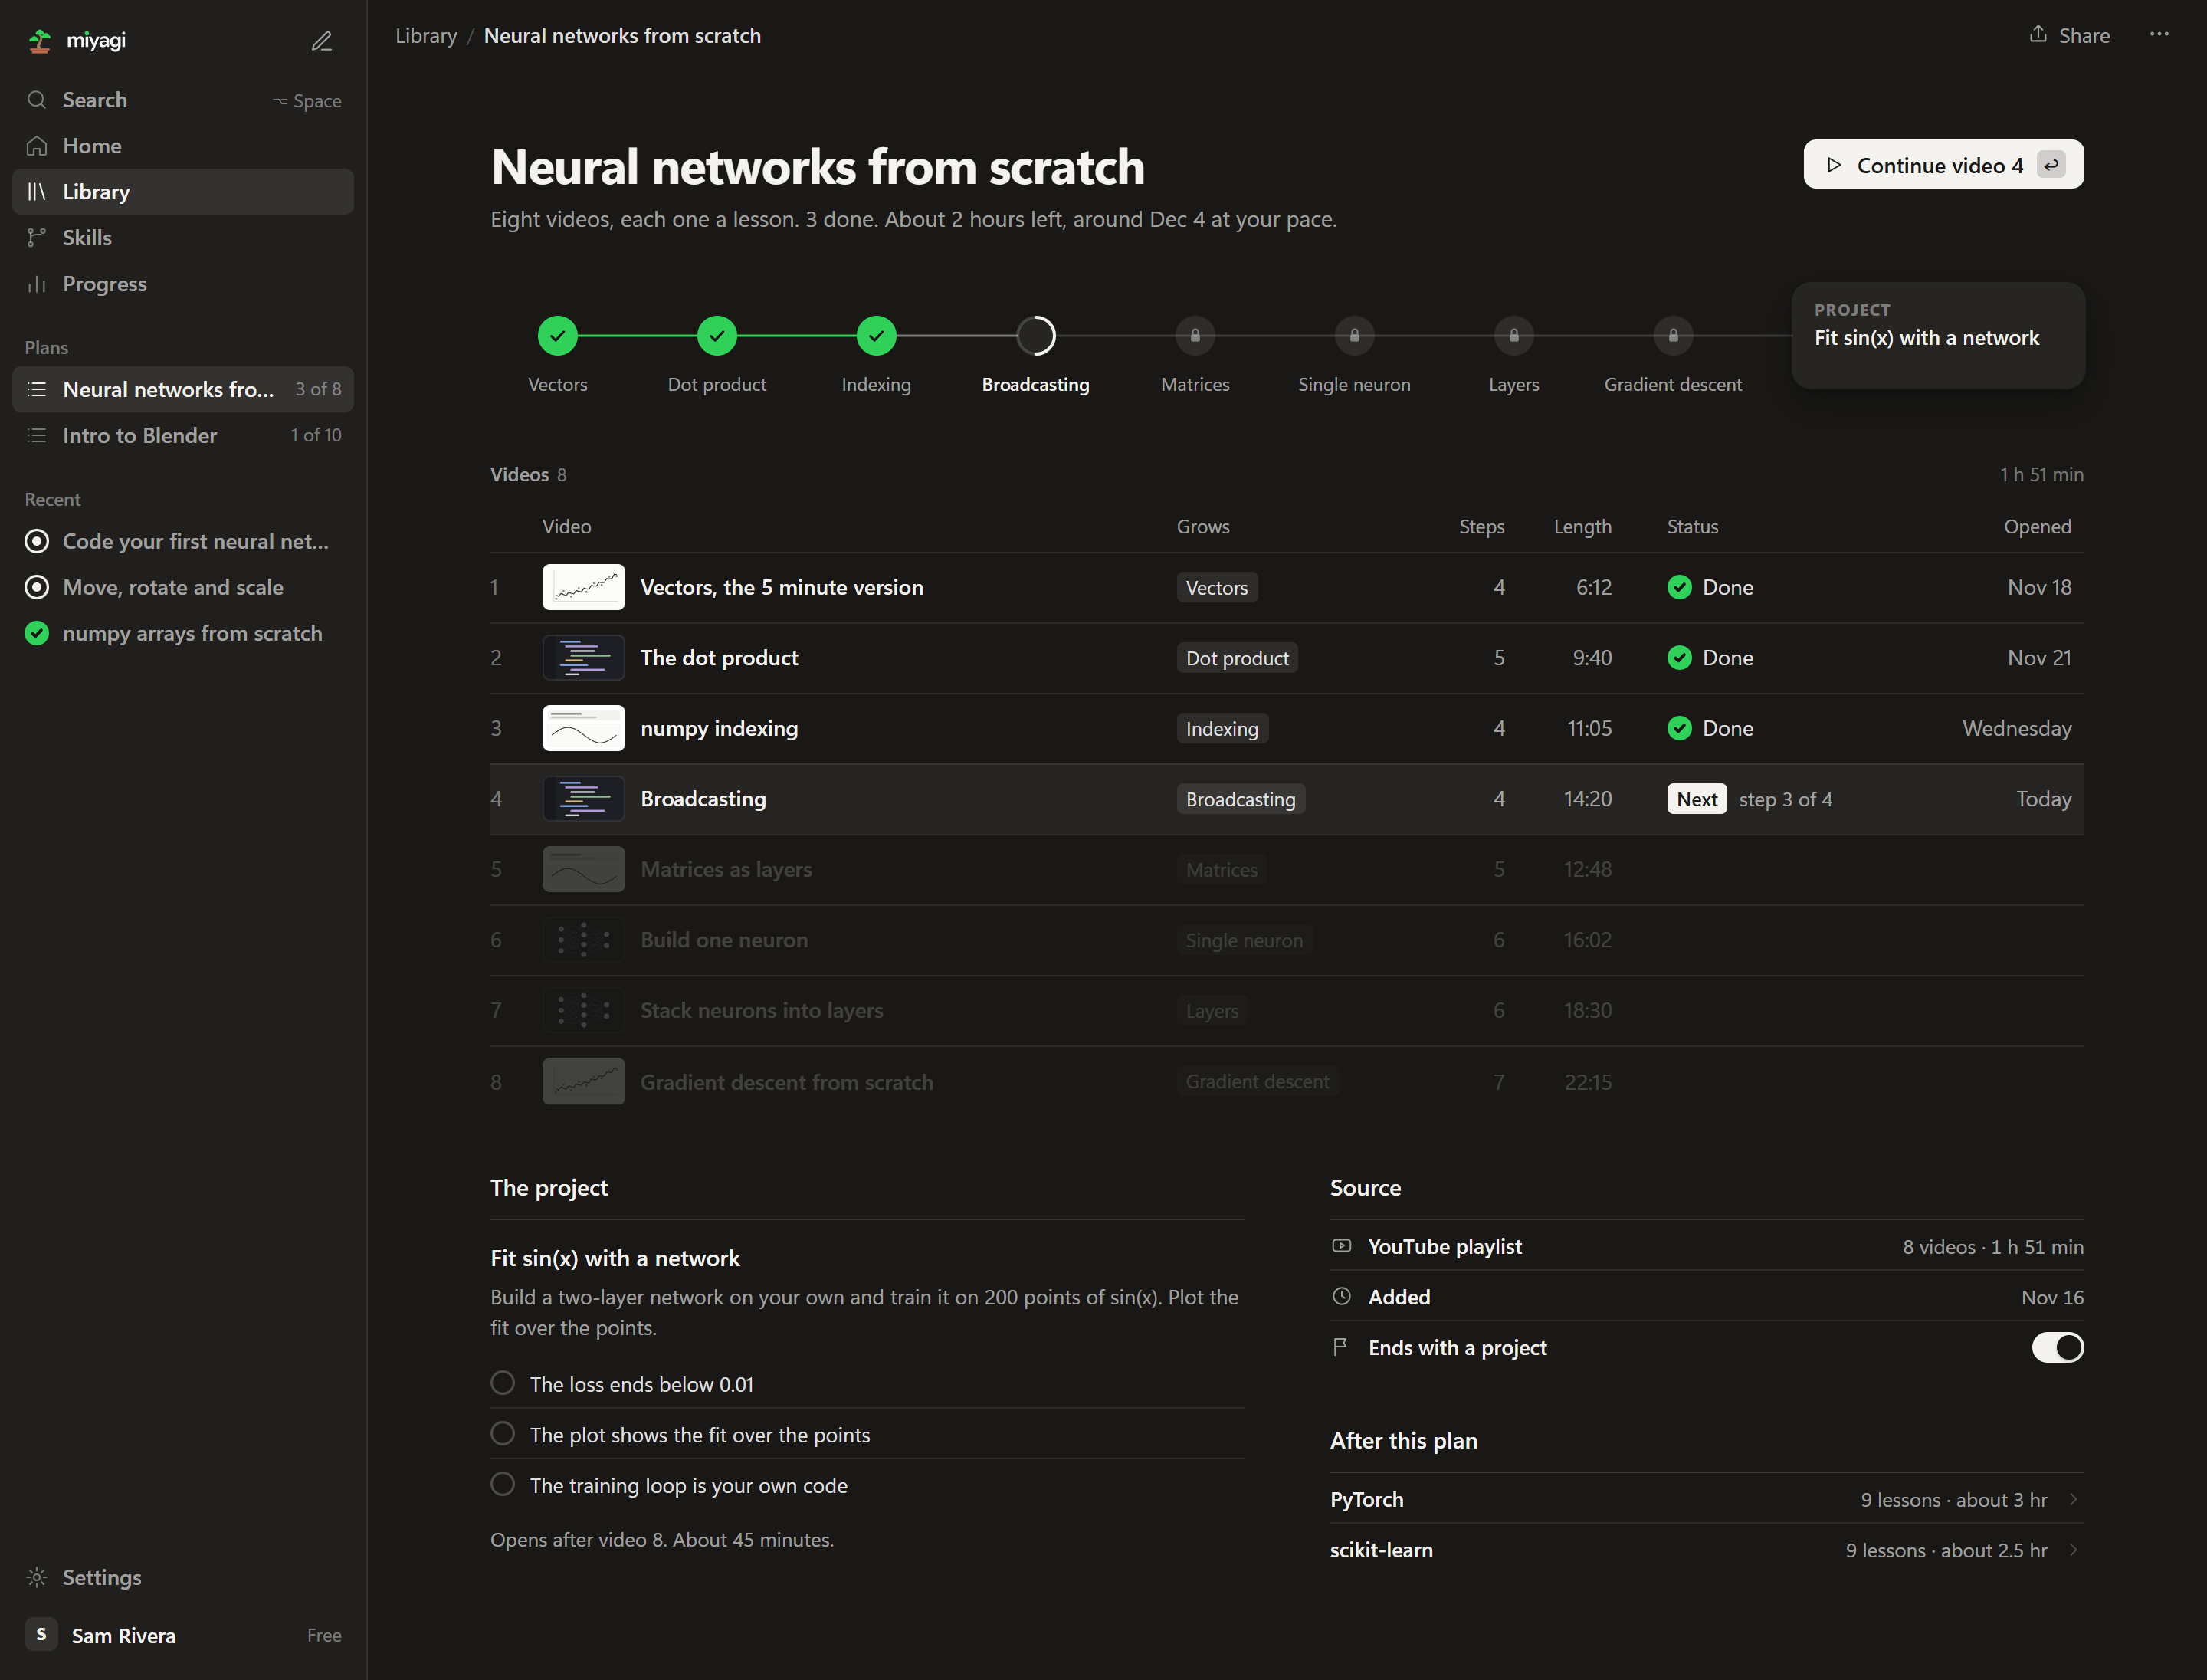 miyagi
Search ⌥ Space
Home
Library
Skills
Progress
Plans
Neural networks fro... 3 of 8
Intro to Blender 1 of 10
Recent
Code your first neural net...
Move, rotate and scale
numpy arrays from scratch
Settings
S Sam Rivera Free
Library / Neural networks from scratch
Share
Neural networks from scratch
Continue video 4
Eight videos, each one a lesson. 3 done. About 2 hours left, around Dec 4 at your pace.
Vectors Dot product Indexing Broadcasting Matrices Single neuron Layers Gradient descent
PROJECT
Fit sin(x) with a network
Videos 8 1 h 51 min
Video Grows Steps Length Status Opened
1 Vectors, the 5 minute version Vectors 4 6:12 Done Nov 18
2 The dot product Dot product 5 9:40 Done Nov 21
3 numpy indexing Indexing 4 11:05 Done Wednesday
4 Broadcasting Broadcasting 4 14:20 Next step 3 of 4 Today
5 Matrices as layers Matrices 5 12:48
6 Build one neuron Single neuron 6 16:02
7 Stack neurons into layers Layers 6 18:30
8 Gradient descent from scratch Gradient descent 7 22:15
The project
Fit sin(x) with a network
Build a two-layer network on your own and train it on 200 points of sin(x). Plot the
fit over the points.
The loss ends below 0.01
The plot shows the fit over the points
The training loop is your own code
Opens after video 8. About 45 minutes.
Source
YouTube playlist 8 videos · 1 h 51 min
Added Nov 16
Ends with a project
After this plan
PyTorch 9 lessons · about 3 hr
scikit-learn 9 lessons · about 2.5 hr